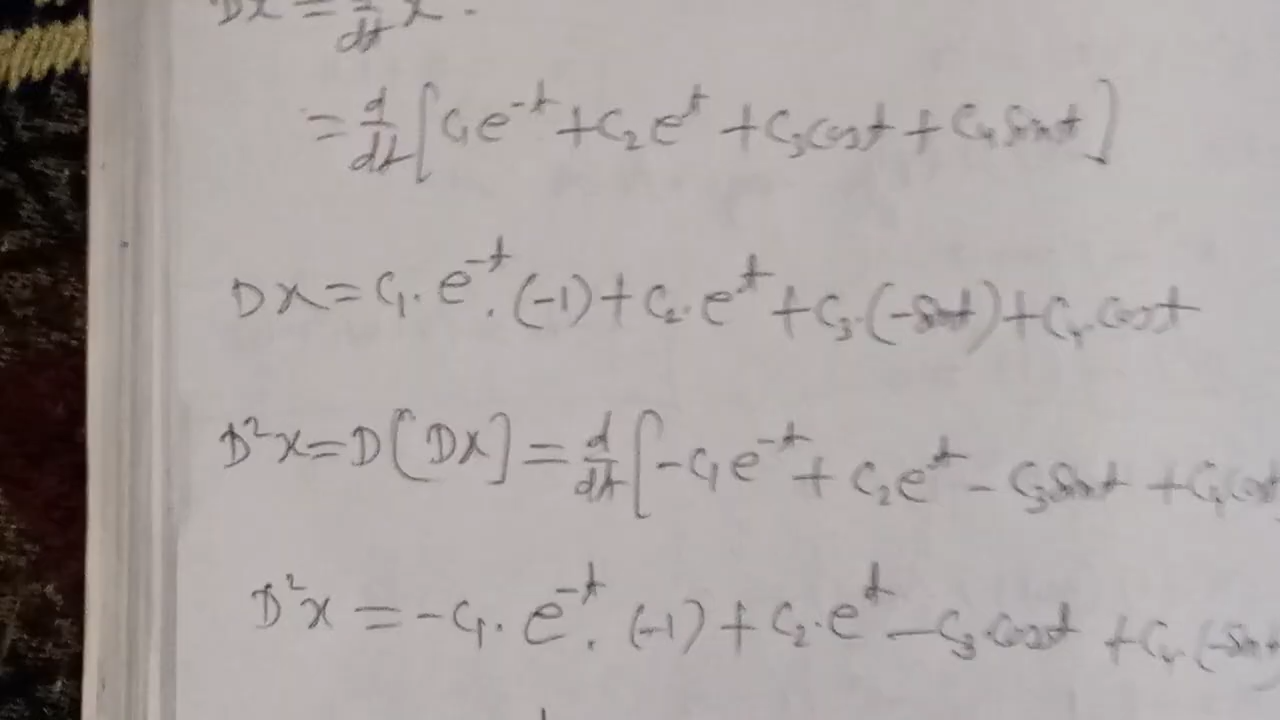 Dx = d/dt x.
= d/dt [c₁e^-t + c₂e^t + c₃cost + c₄sint]
Dx = c₁.e^-t.(-1) + c₂.e^t + c₃.(-sint) + c₄.cost
D²x = D[Dx] = d/dt [-c₁e^-t + c₂e^t - c₃sint + c₄cost
D²x = -c₁.e^-t.(-1) + c₂.e^t - c₃.cost + c₄(-sint